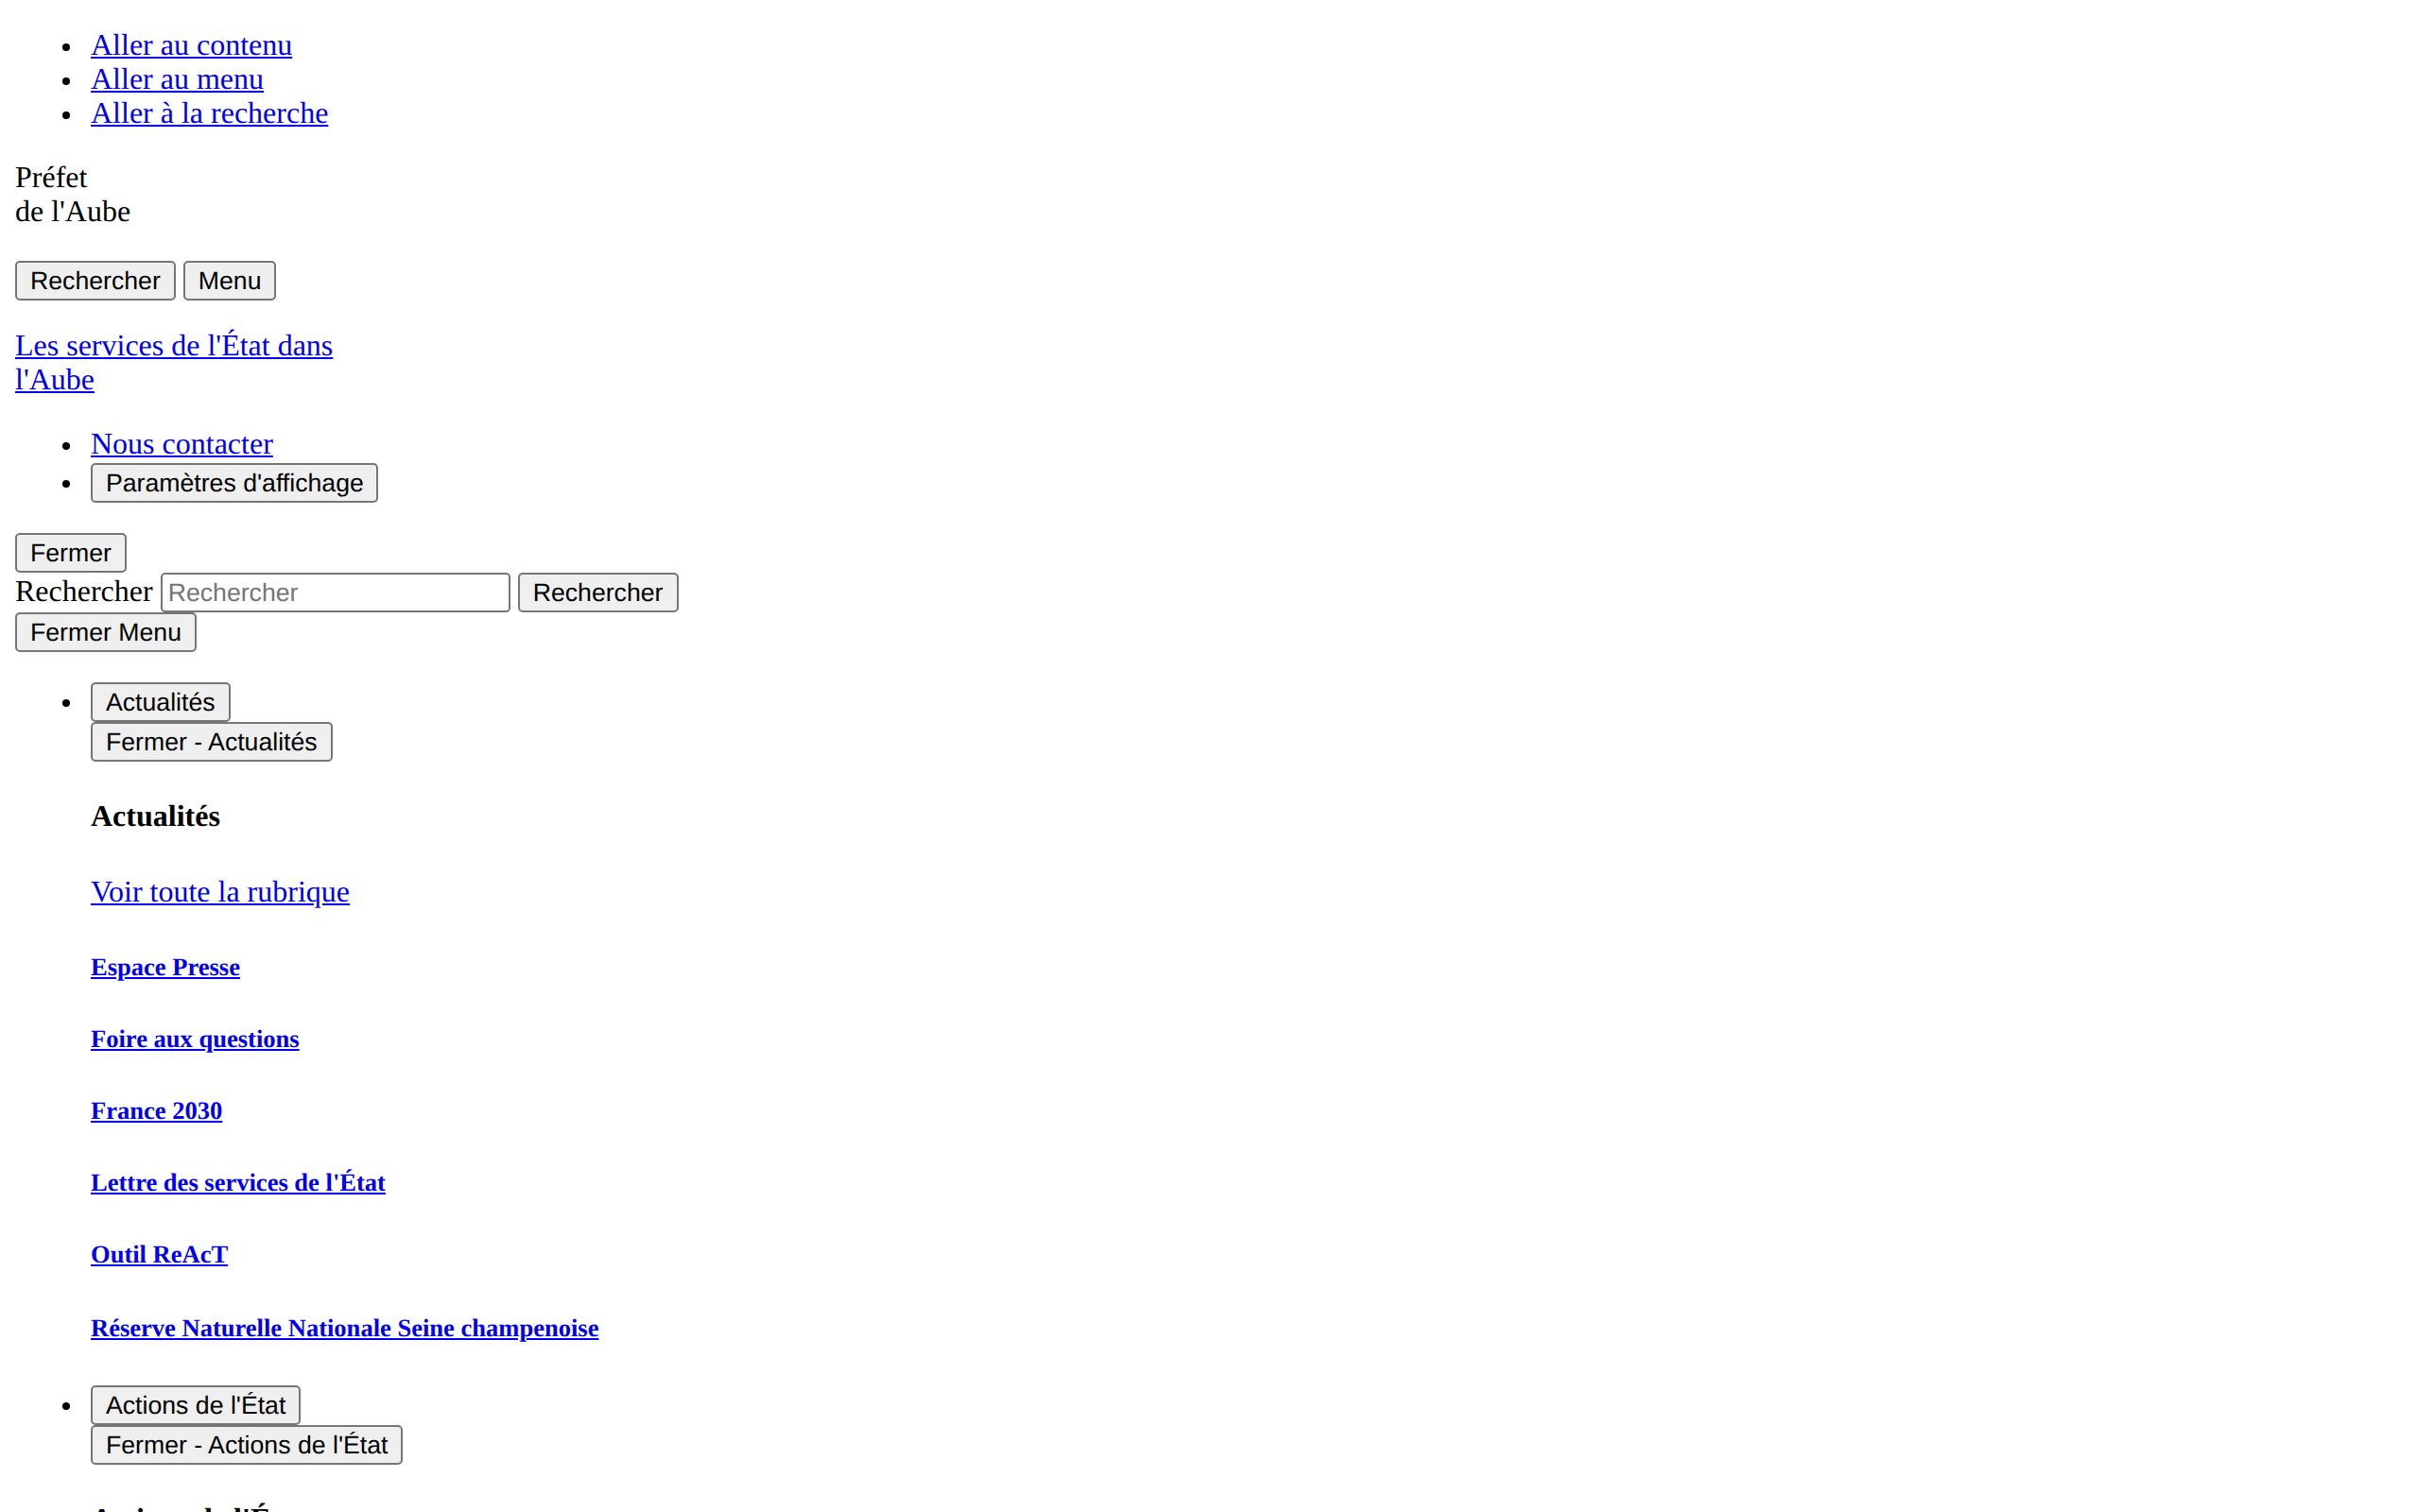 Aller au contenu
Aller au menu
Aller à la recherche
Préfet
de l'Aube
Rechercher Menu
Les services de l'État dans
l'Aube
Nous contacter
Paramètres d'affichage
Fermer
Rechercher Rechercher Rechercher
Fermer Menu
Actualités
Fermer - Actualités
Actualités
Voir toute la rubrique
Espace Presse
Foire aux questions
France 2030
Lettre des services de l'État
Outil ReAcT
Réserve Naturelle Nationale Seine champenoise
Actions de l'État
Fermer - Actions de l'État